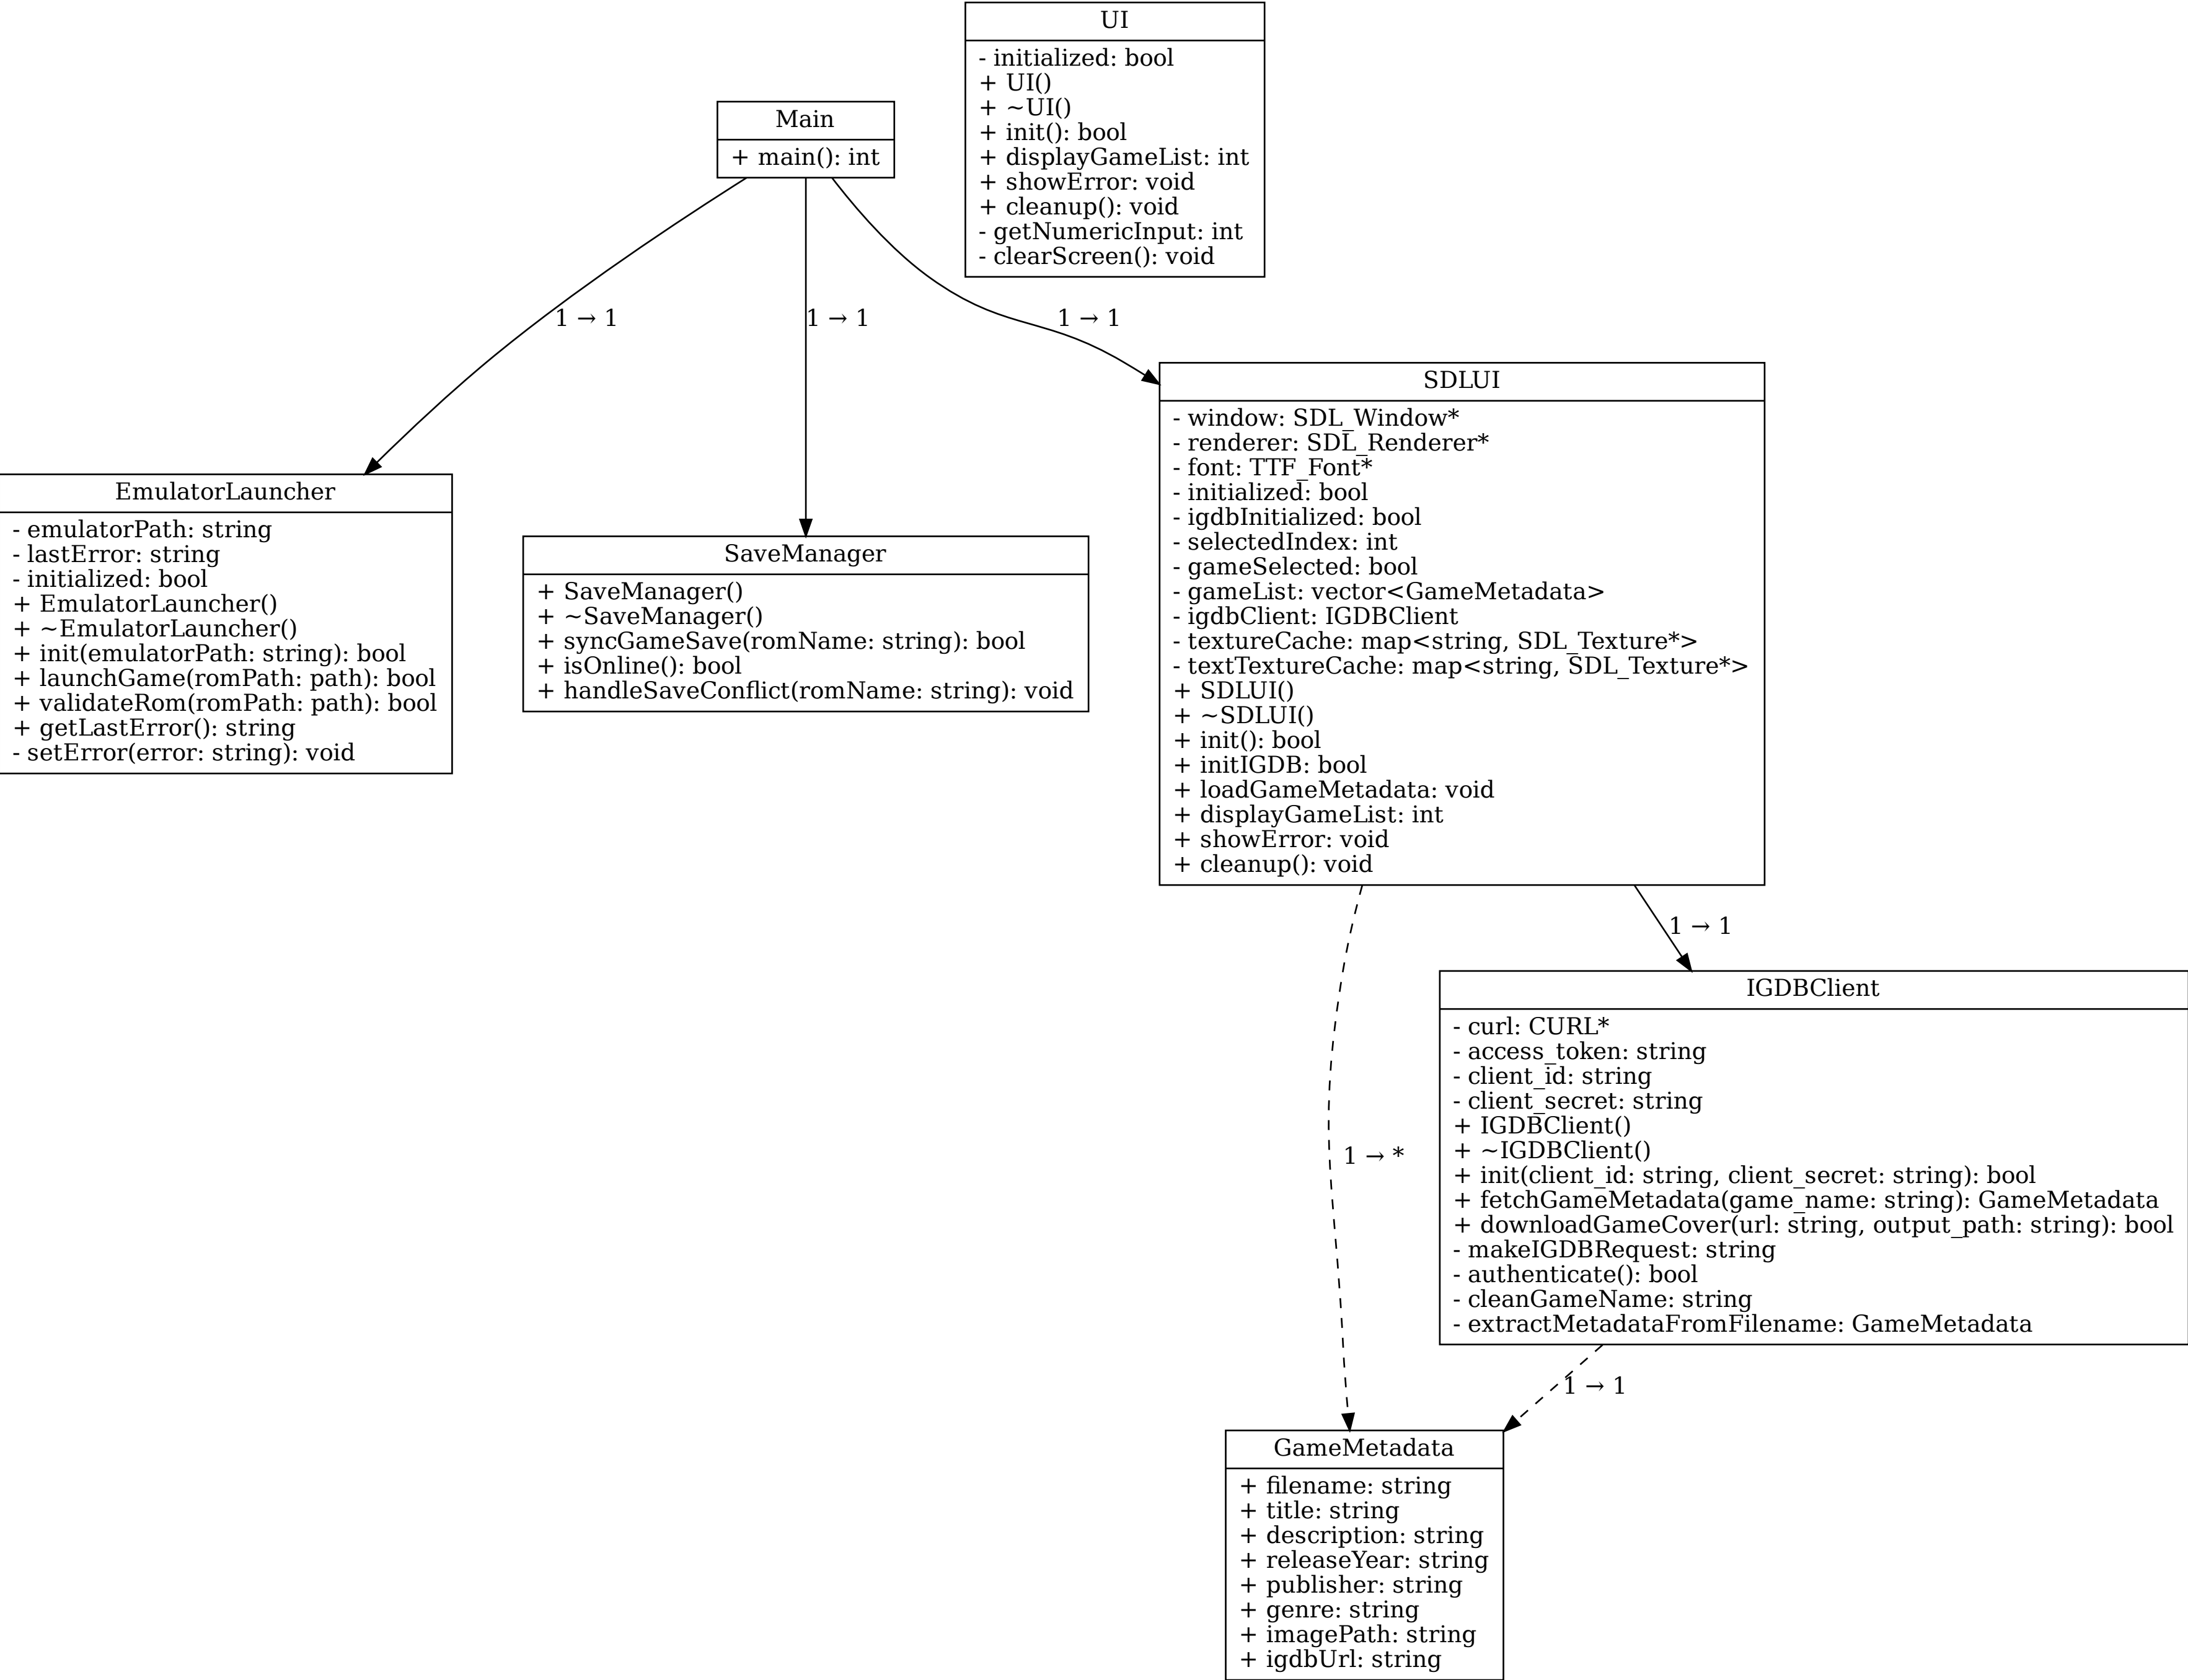 UI
- initialized: bool
+ UI()
+ ~UI()
+ init(): bool
+ displayGameList: int
+ showError: void
+ cleanup(): void
- getNumericInput: int
- clearScreen(): void
Main
+ main(): int
1 → 1
1 → 1
1 → 1
EmulatorLauncher
- emulatorPath: string
- lastError: string
- initialized: bool
+ EmulatorLauncher()
+ ~EmulatorLauncher()
+ init(emulatorPath: string): bool
+ launchGame(romPath: path): bool
+ validateRom(romPath: path): bool
+ getLastError(): string
- setError(error: string): void
SaveManager
+ SaveManager()
+ ~SaveManager()
+ syncGameSave(romName: string): bool
+ isOnline(): bool
+ handleSaveConflict(romName: string): void
SDLUI
- window: SDL_Window*
- renderer: SDL_Renderer*
- font: TTF_Font*
- initialized: bool
- igdbInitialized: bool
- selectedIndex: int
- gameSelected: bool
- gameList: vector<GameMetadata>
- igdbClient: IGDBClient
- textureCache: map<string, SDL_Texture*>
- textTextureCache: map<string, SDL_Texture*>
+ SDLUI()
+ ~SDLUI()
+ init(): bool
+ initIGDB: bool
+ loadGameMetadata: void
+ displayGameList: int
+ showError: void
+ cleanup(): void
1 → 1
IGDBClient
- curl: CURL*
- access_token: string
- client_id: string
- client_secret: string
+ IGDBClient()
+ ~IGDBClient()
+ init(client_id: string, client_secret: string): bool
+ fetchGameMetadata(game_name: string): GameMetadata
+ downloadGameCover(url: string, output_path: string): bool
- makeIGDBRequest: string
- authenticate(): bool
- cleanGameName: string
- extractMetadataFromFilename: GameMetadata
1 → *
1 → 1
GameMetadata
+ filename: string
+ title: string
+ description: string
+ releaseYear: string
+ publisher: string
+ genre: string
+ imagePath: string
+ igdbUrl: string